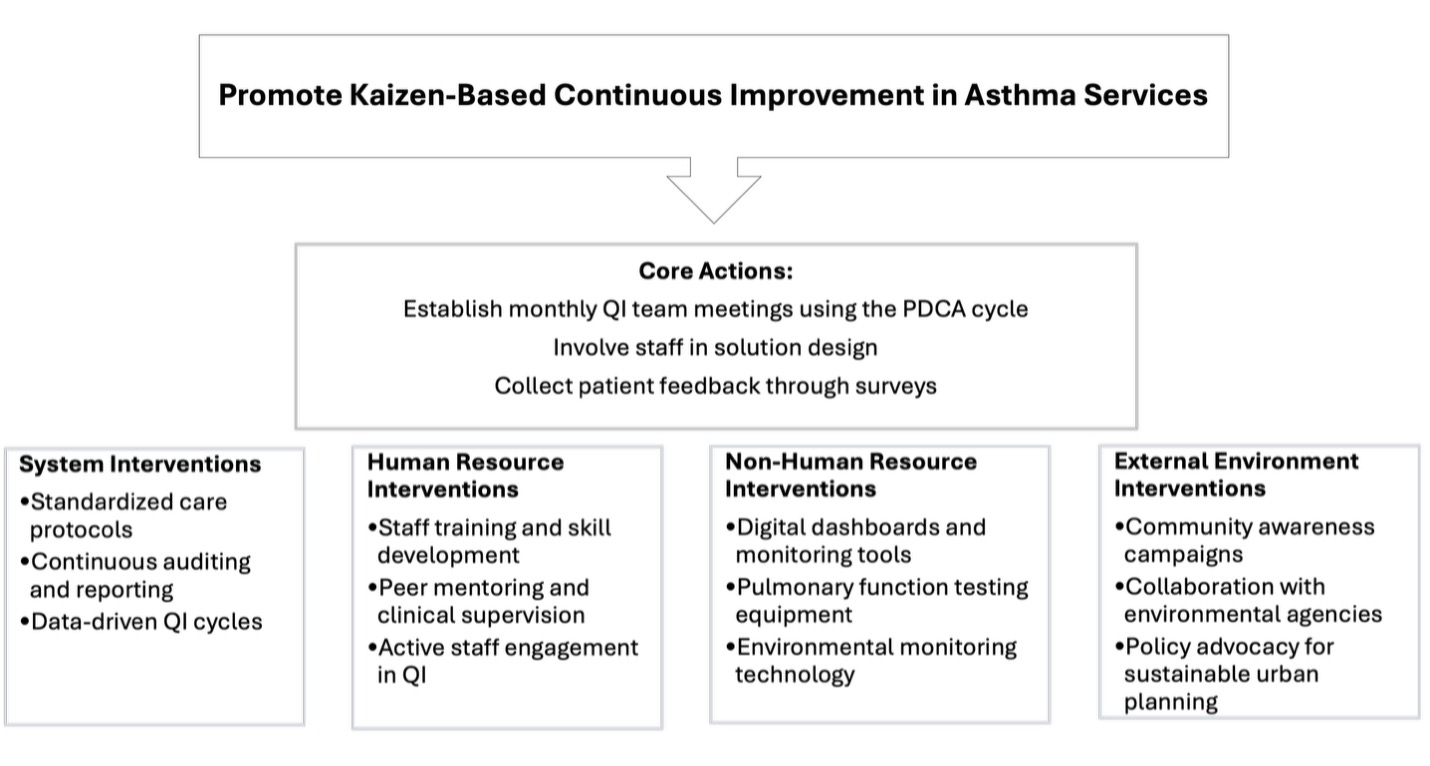 Promote Kaizen-Based Continuous Improvement in Asthma Services
Core Actions:
Establish monthly QI team meetings using the PDCA cycle
Involve staff in solution design
Collect patient feedback through surveys
System Interventions
•Standardized care
protocols
•Continuous auditing
and reporting
•Data-driven QI cycles
Human Resource
Interventions
•Staff training and skill
development
•Peer mentoring and
clinical supervision
•Active staff engagement
in QI
Non-Human Resource
Interventions
•Digital dashboards and
monitoring tools
•Pulmonary function testing
equipment
•Environmental monitoring
technology
External Environment
Interventions
•Community awareness
campaigns
•Collaboration with
environmental agencies
•Policy advocacy for
sustainable urban
planning